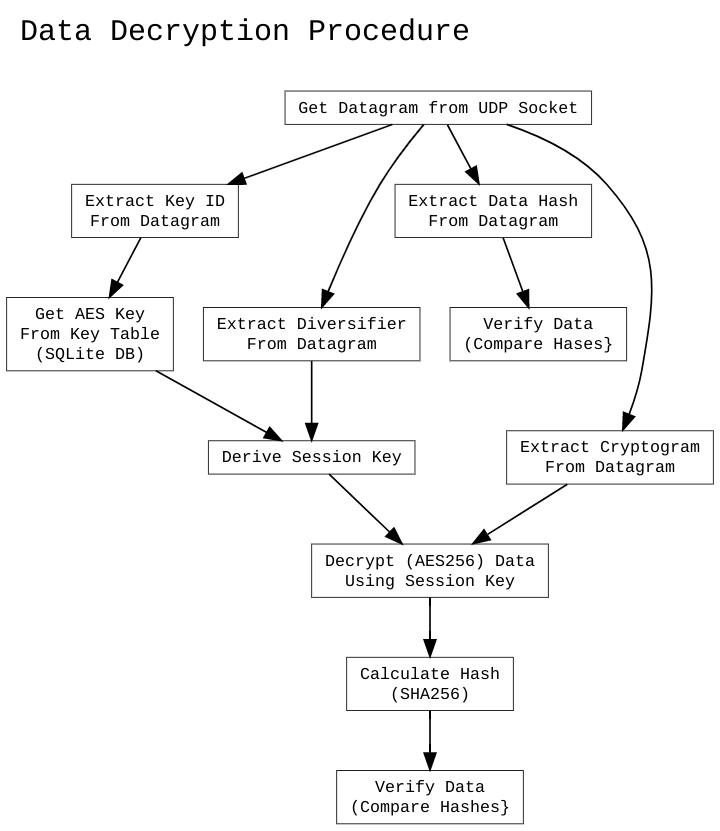 Data Decryption Procedure
Get Datagram from UDP Socket
Extract Key ID
From Datagram
Extract Data Hash
From Datagram
Get AES Key
From Key Table
(SQLite DB)
Extract Diversifier
From Datagram
Verify Data
(Compare Hases}
Derive Session Key
Extract Cryptogram
From Datagram
Decrypt (AES256) Data
Using Session Key
Calculate Hash
(SHA256)
Verify Data
(Compare Hashes}